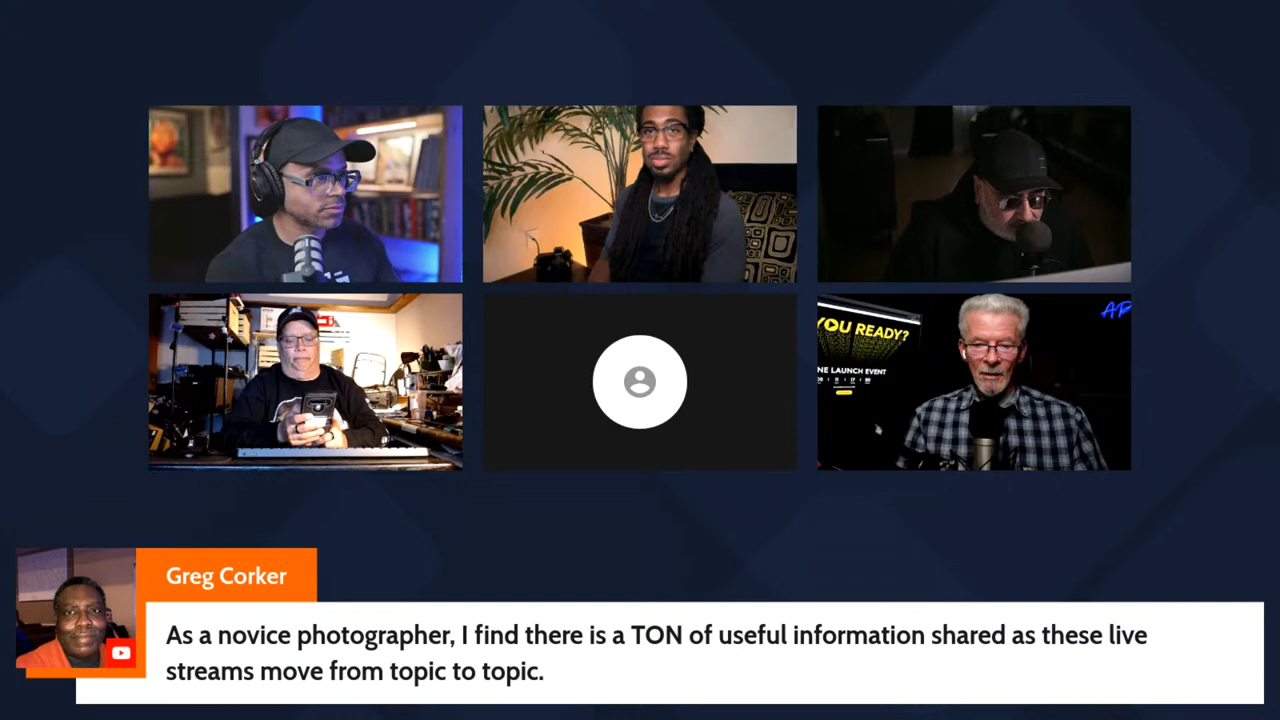 YOU READY?
NE LAUNCH EVENT
AP
Greg Corker
As a novice photographer, I find there is a TON of useful information shared as these live
streams move from topic to topic.